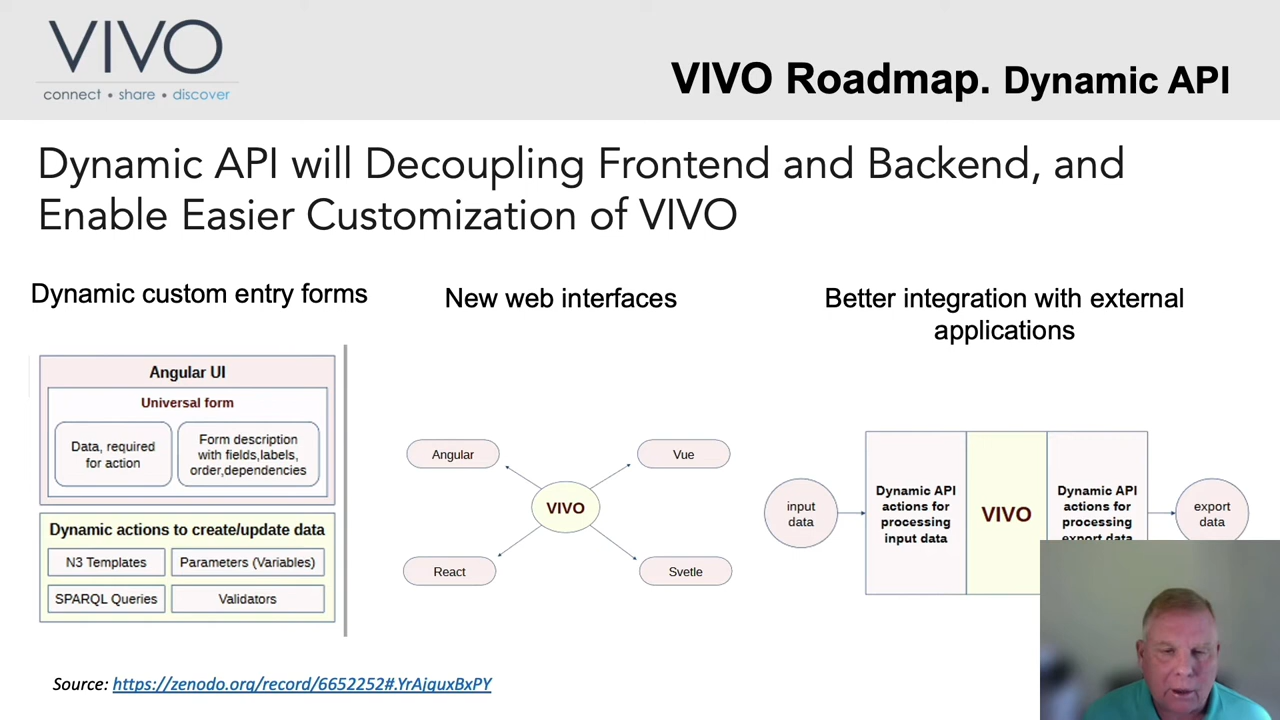 VIVO
connect • share • discover
VIVO Roadmap. Dynamic API
Dynamic API will Decoupling Frontend and Backend, and
Enable Easier Customization of VIVO
Dynamic custom entry forms
Angular UI
Universal form
Data, required
for action
Form description
with fields,labels,
order,dependencies
Dynamic actions to create/update data
N3 Templates
Parameters (Variables)
SPARQL Queries
Validators
New web interfaces
Angular
Vue
VIVO
React
Svetle
Better integration with external
applications
input
data
Dynamic API
actions for
processing
input data
VIVO
Dynamic API
actions for
processing
export data
export
data
Source: https://zenodo.org/record/6652252#.YrAjquxBxPY